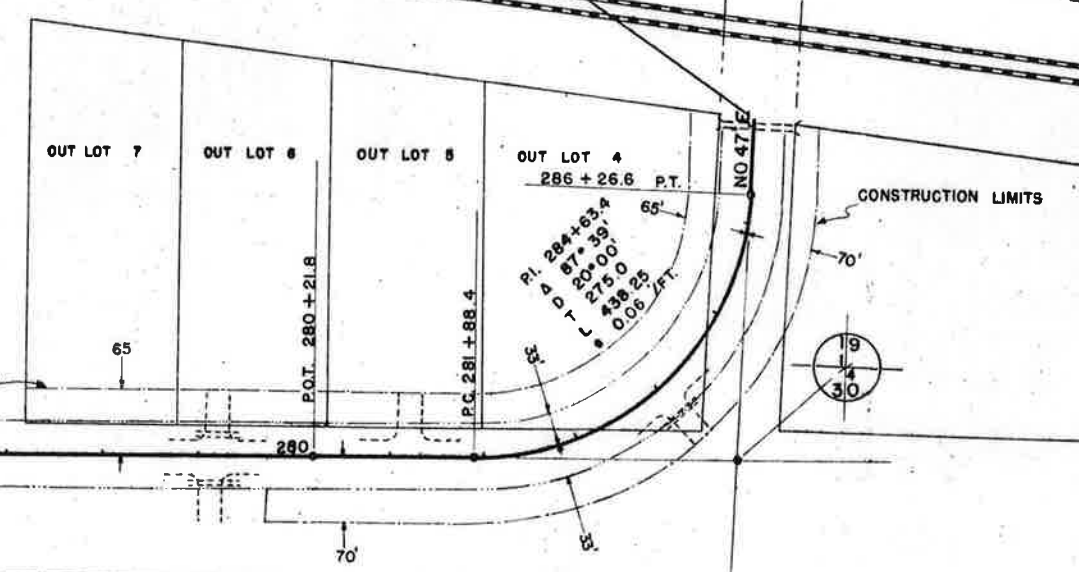 OUT LOT 7
OUT LOT 6
OUT LOT 5
OUT LOT 4
286 + 26.6 P.T.
NO 47' E
CONSTRUCTION LIMITS
65'
70'
P.I. 284+63.4
Δ 87° 39'
D 20° 00'
T 275.0
L 438.25
e 0.06 '/FT.
P.O.T. 280 + 21.8
P.C. 281 + 88.4
65
33'
19
30
280
33'
70'